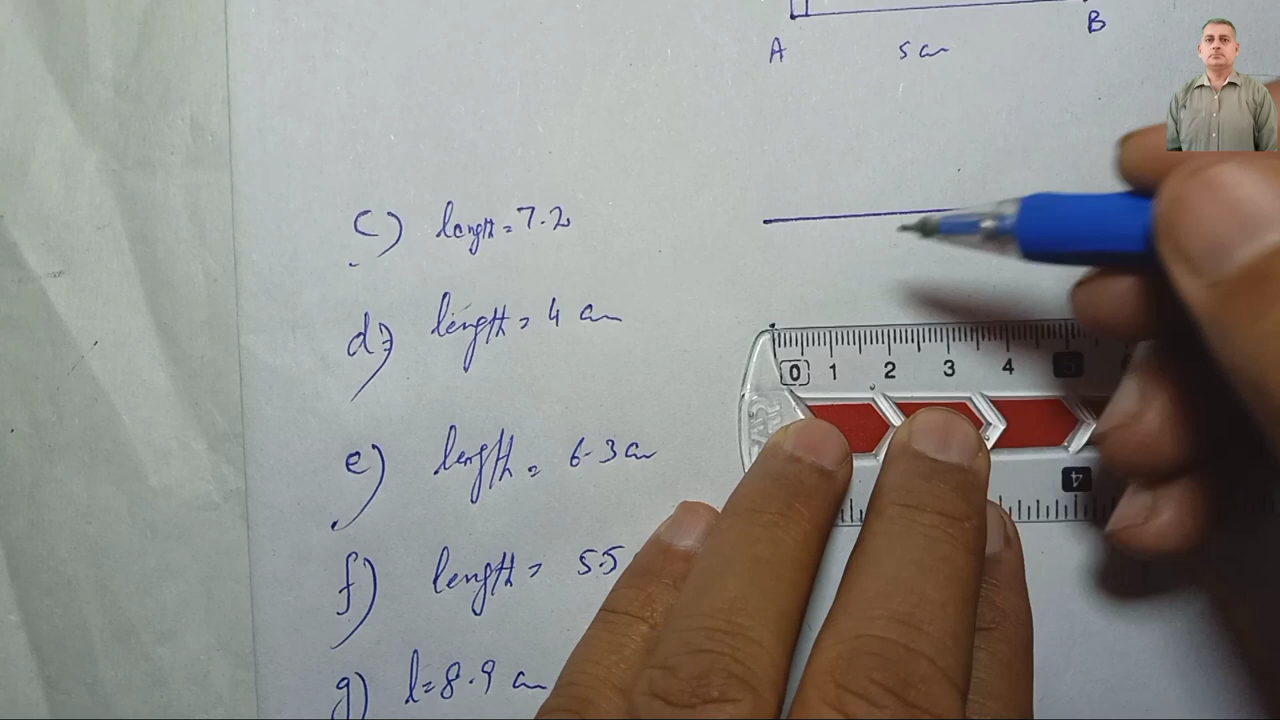 A 5 cm B
c) length = 7.2
d) length = 4 cm
e) length = 6.3 cm
f) length = 5.5
g) l = 8.9 cm
0 1 2 3 4 5
4